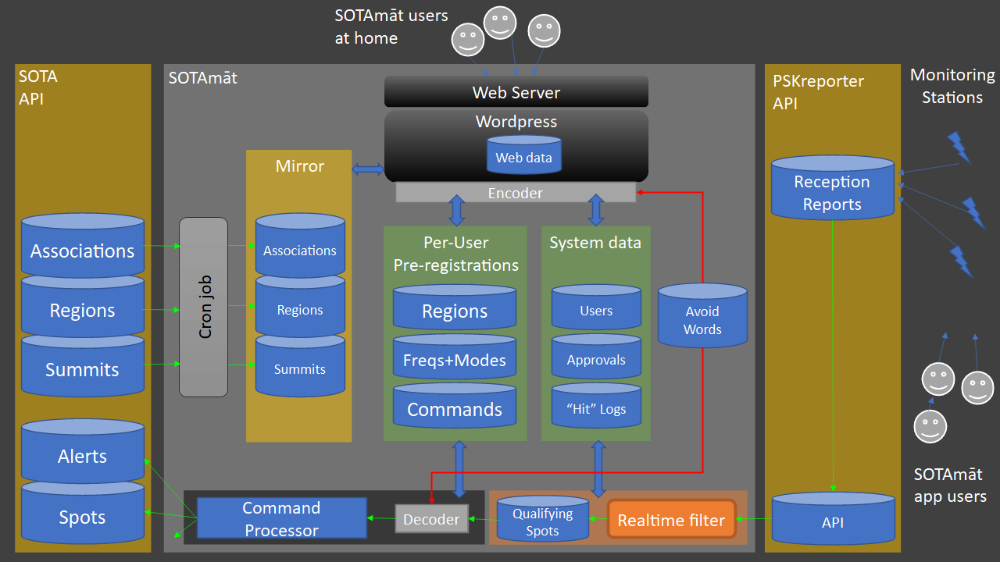 SOTAmāt users
at home
SOTA
API
SOTAmāt
PSKreporter
API
Monitoring
Stations
Web Server
Wordpress
Web data
Encoder
Mirror
Reception
Reports
Associations
Regions
Summits
Cron job
Associations
Regions
Summits
Per-User
Pre-registrations
Regions
Freqs+Modes
Commands
System data
Users
Approvals
“Hit” Logs
Avoid
Words
Alerts
Spots
Command
Processor
Decoder
Qualifying
Spots
Realtime filter
API
SOTAmāt
app users